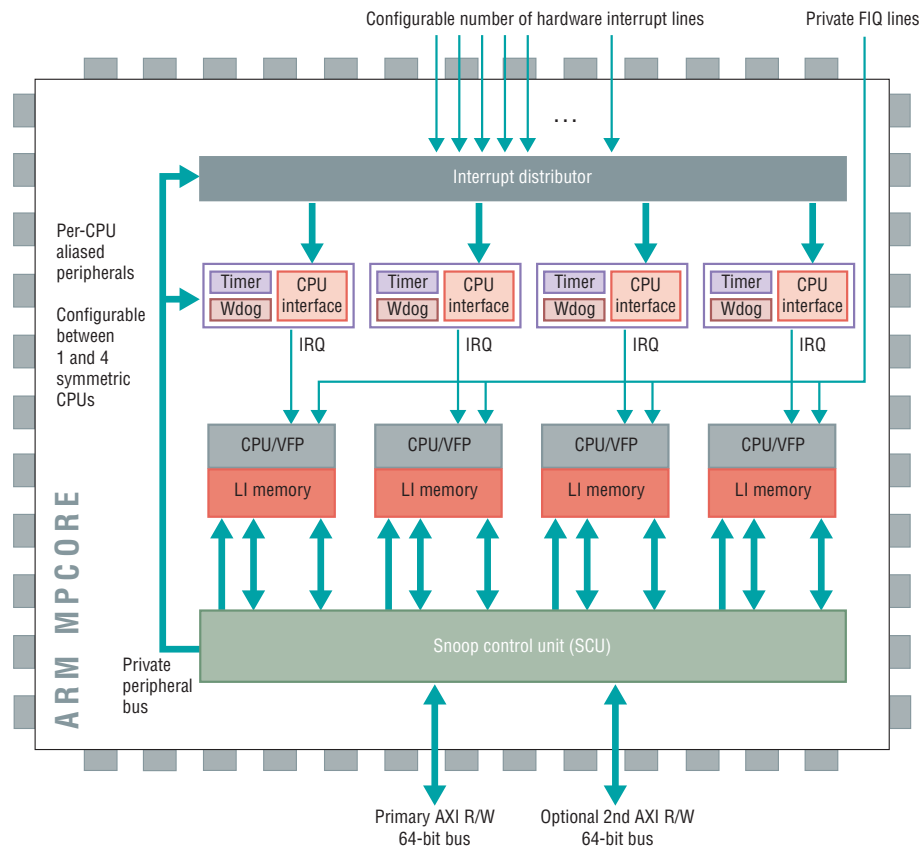 Configurable number of hardware interrupt lines
Private FIQ lines
...
Interrupt distributor
Per-CPU
aliased
peripherals
Configurable
between
1 and 4
symmetric
CPUs
Timer
Wdog
CPU
interface
Timer
Wdog
CPU
interface
Timer
Wdog
CPU
interface
Timer
Wdog
CPU
interface
IRQ
IRQ
IRQ
IRQ
CPU/VFP
LI memory
CPU/VFP
LI memory
CPU/VFP
LI memory
CPU/VFP
LI memory
ARM MPCORE
Snoop control unit (SCU)
Private
peripheral
bus
Primary AXI R/W
64-bit bus
Optional 2nd AXI R/W
64-bit bus